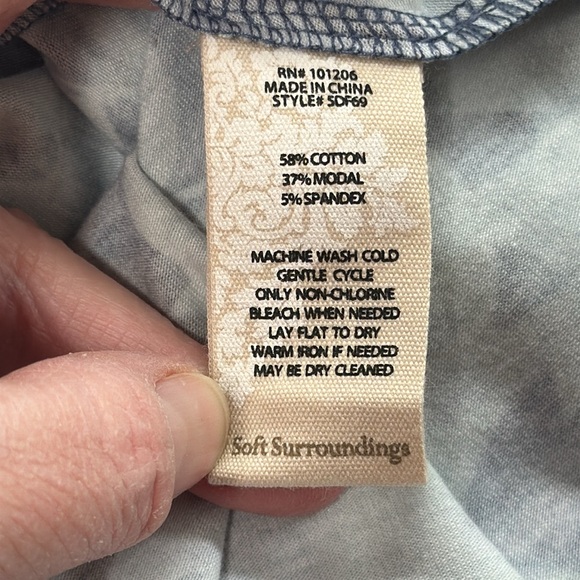 RN# 101206
MADE IN CHINA
STYLE# 5DF69
58% COTTON
37% MODAL
5% SPANDEX
MACHINE WASH COLD
GENTLE CYCLE
ONLY NON-CHLORINE
BLEACH WHEN NEEDED
LAY FLAT TO DRY
WARM IRON IF NEEDED
MAY BE DRY CLEANED
Soft Surroundings